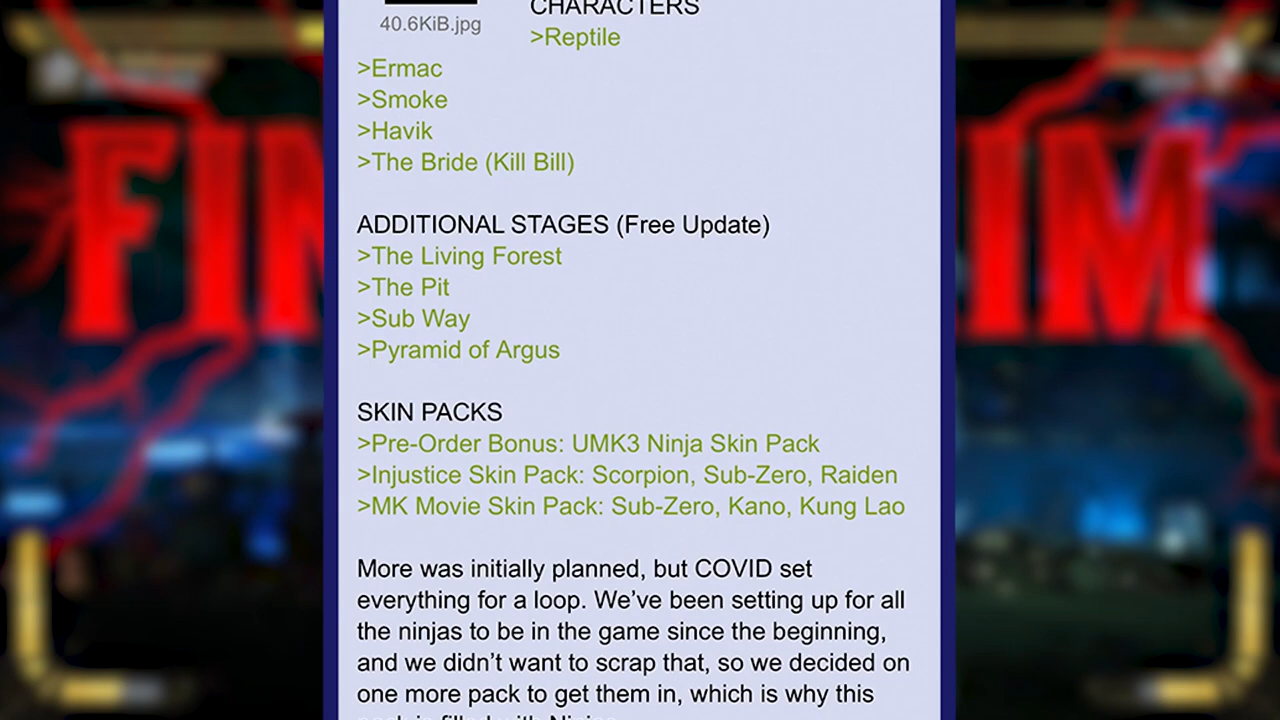 CHARACTERS
40.6KiB.jpg
>Reptile
>Ermac
>Smoke
>Havik
>The Bride (Kill Bill)
ADDITIONAL STAGES (Free Update)
>The Living Forest
>The Pit
>Sub Way
>Pyramid of Argus
SKIN PACKS
>Pre-Order Bonus: UMK3 Ninja Skin Pack
>Injustice Skin Pack: Scorpion, Sub-Zero, Raiden
>MK Movie Skin Pack: Sub-Zero, Kano, Kung Lao
More was initially planned, but COVID set
everything for a loop. We’ve been setting up for all
the ninjas to be in the game since the beginning,
and we didn’t want to scrap that, so we decided on
one more pack to get them in, which is why this
FIN
IM